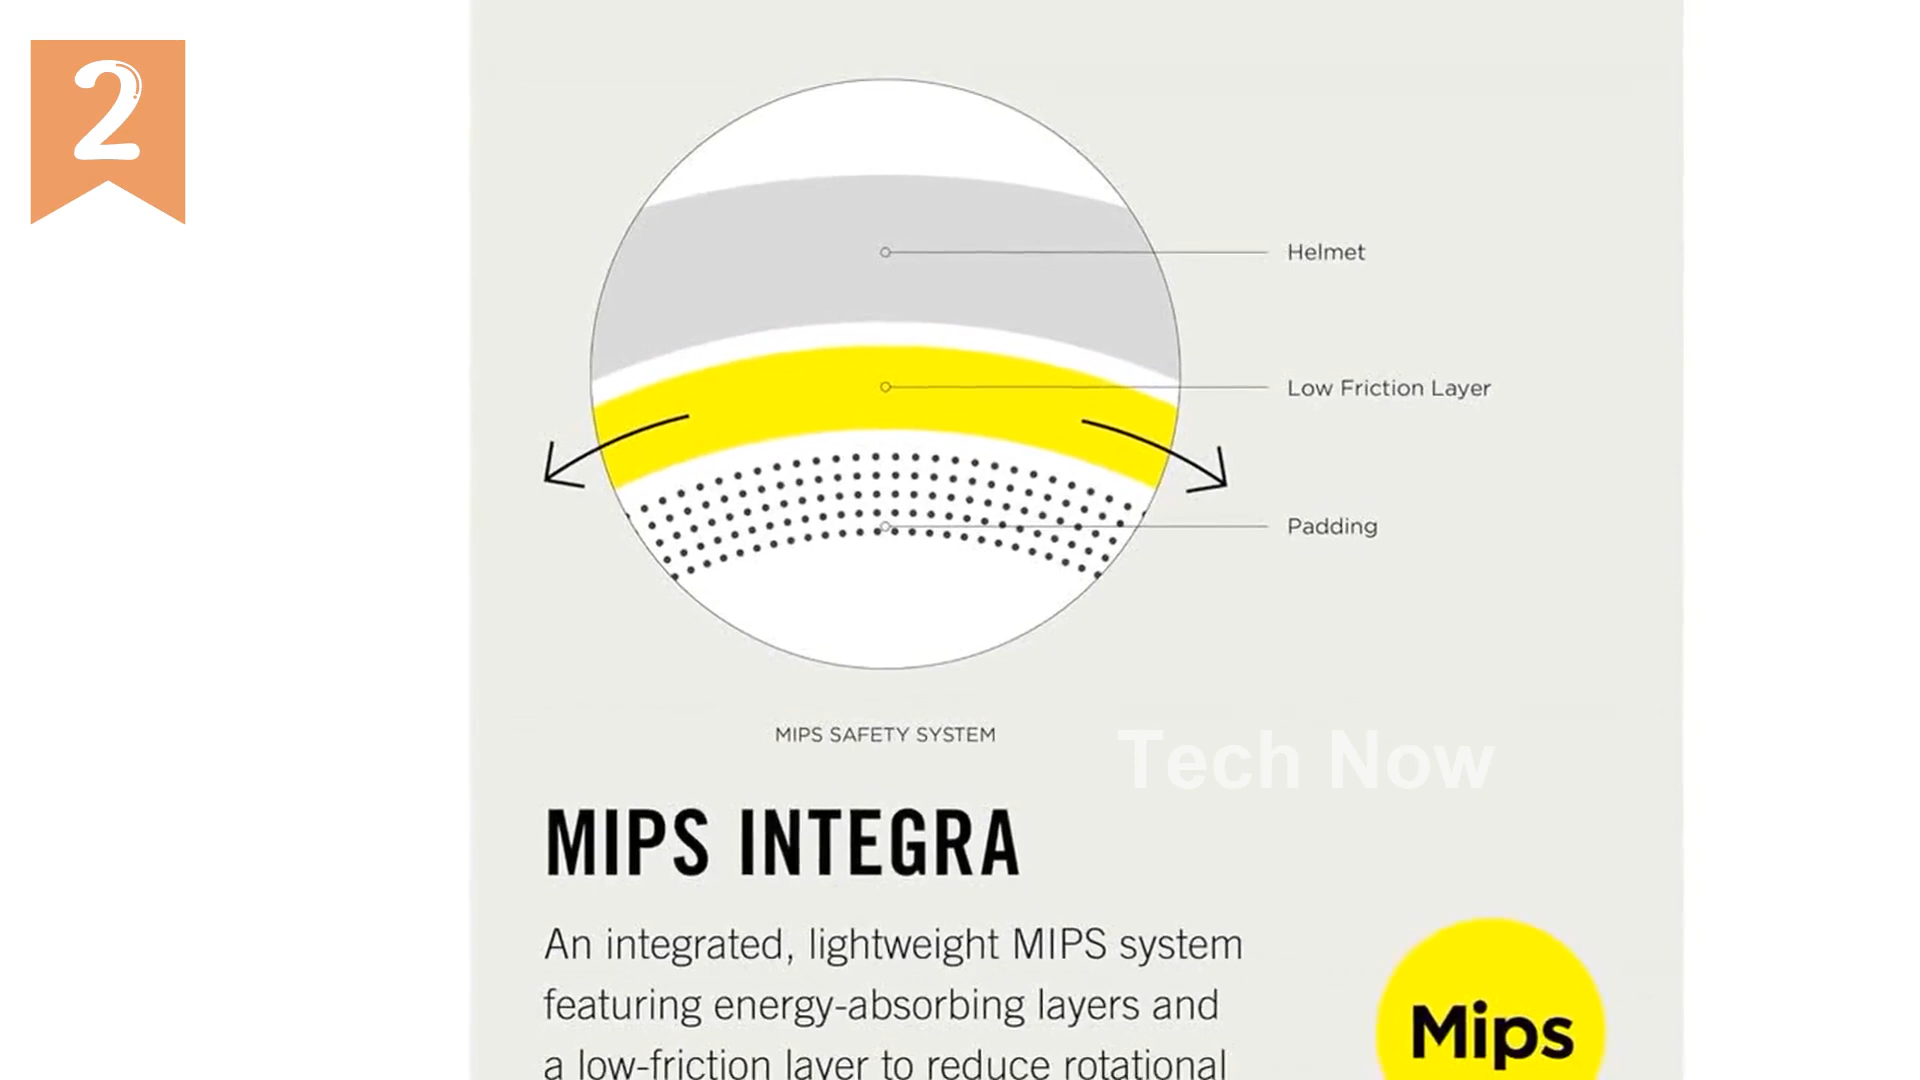 2
Helmet
Low Friction Layer
Padding
MIPS SAFETY SYSTEM
Tech Now
MIPS INTEGRA
An integrated, lightweight MIPS system
featuring energy-absorbing layers and
a low-friction layer to reduce rotational
Mips